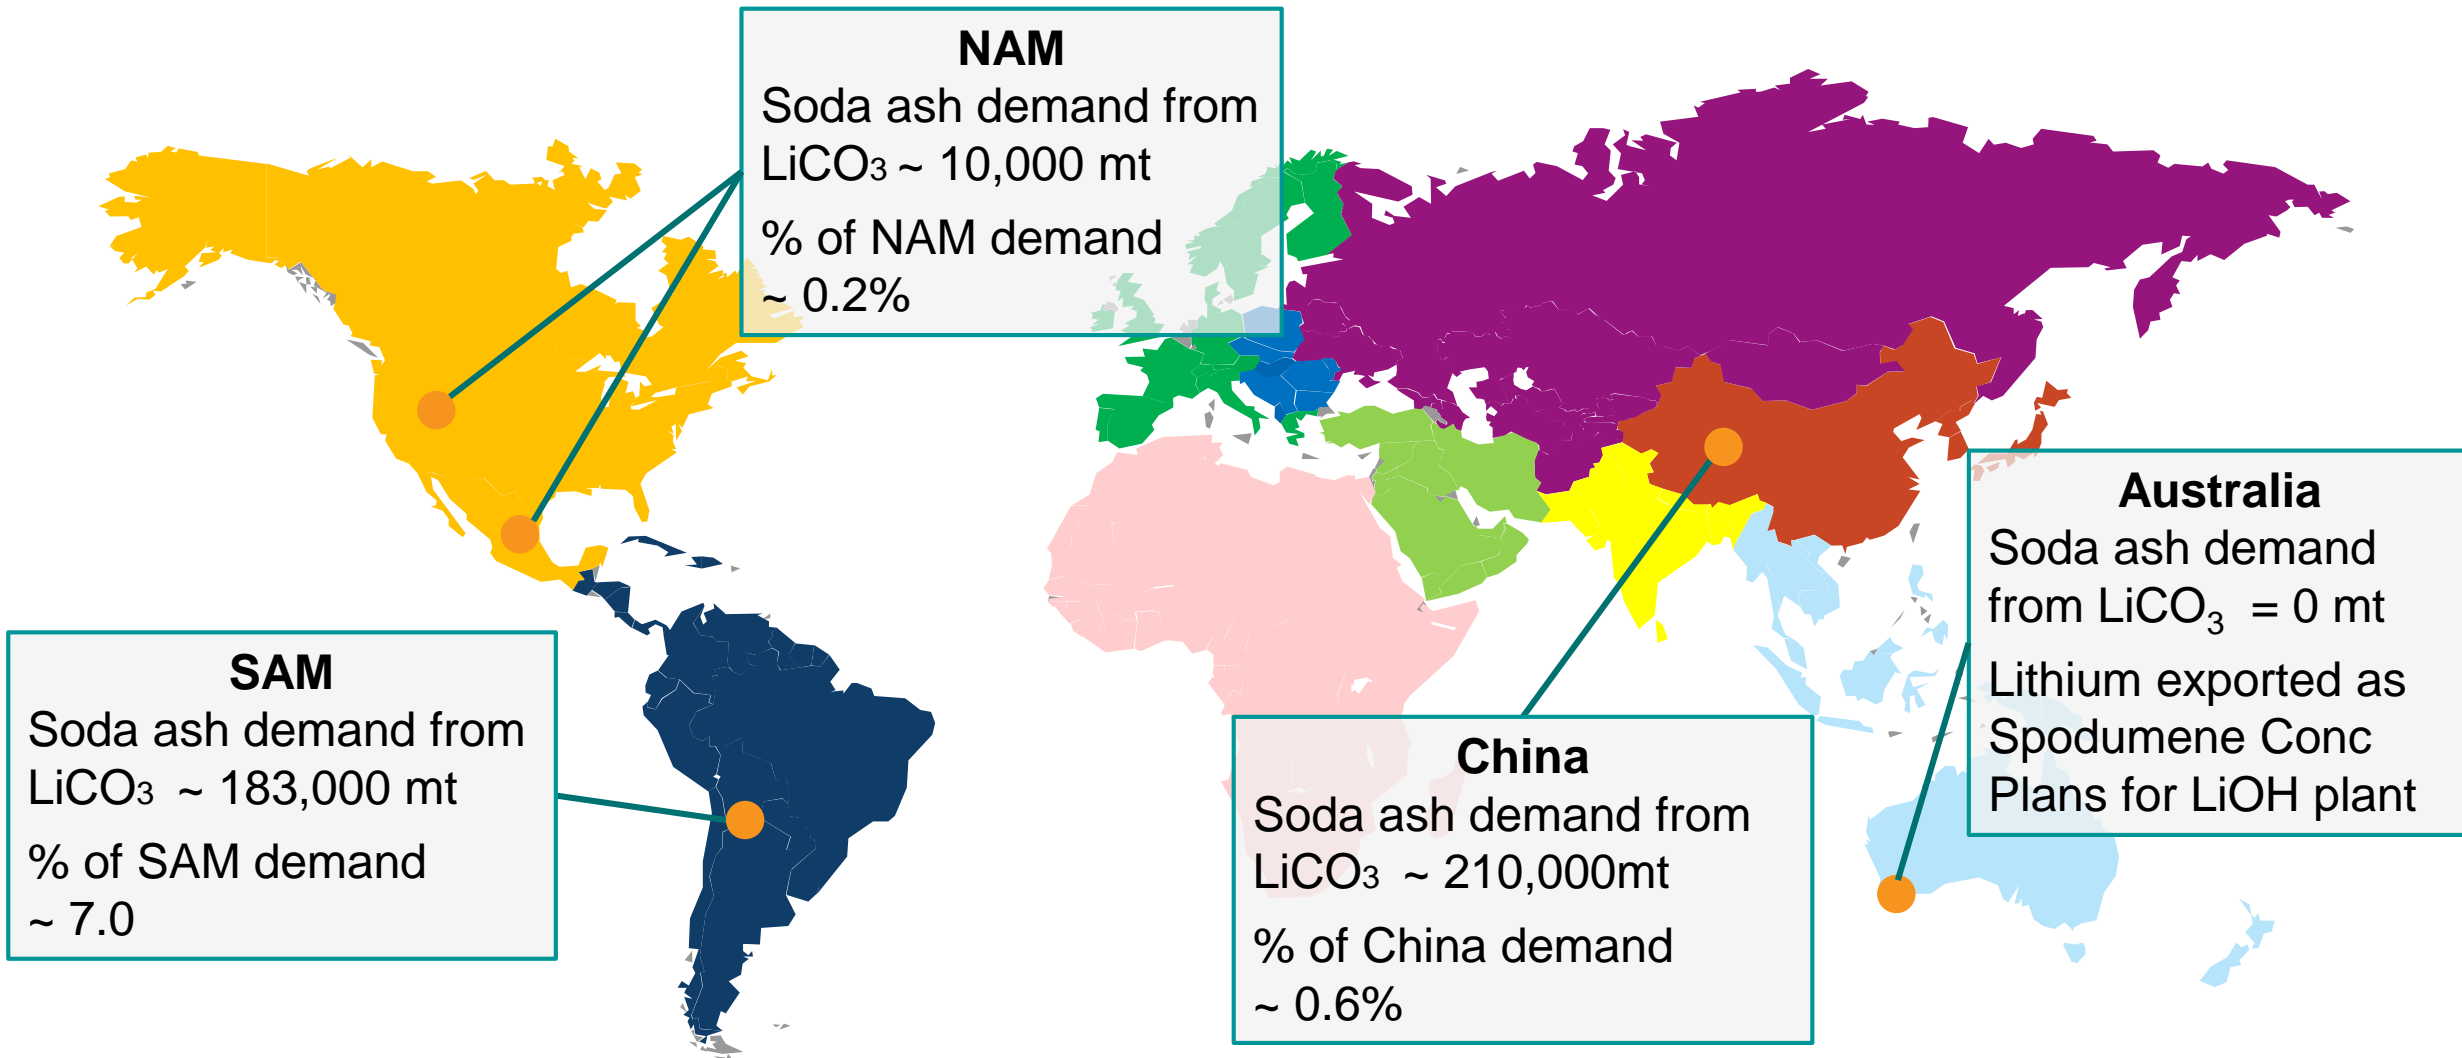 NAM
Soda ash demand from
LiCO3 ~ 10,000 mt
% of NAM demand
~ 0.2%
SAM
Soda ash demand from
LiCO3 ~ 183,000 mt
% of SAM demand
~ 7.0
China
Soda ash demand from
LiCO3 ~ 210,000mt
% of China demand
~ 0.6%
Australia
Soda ash demand
from LiCO₃ = 0 mt
Lithium exported as
Spodumene Conc
Plans for LiOH plant